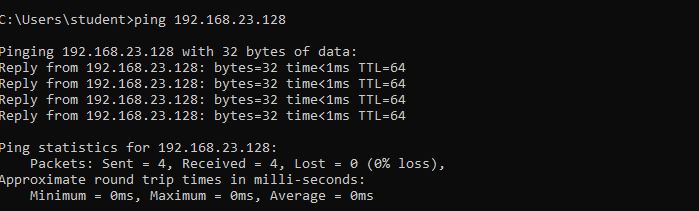 C:\Users\student>ping 192.168.23.128
Pinging 192.168.23.128 with 32 bytes of data:
Reply from 192.168.23.128: bytes=32 time<1ms TTL=64
Reply from 192.168.23.128: bytes=32 time<1ms TTL=64
Reply from 192.168.23.128: bytes=32 time<1ms TTL=64
Reply from 192.168.23.128: bytes=32 time<1ms TTL=64
Ping statistics for 192.168.23.128:
    Packets: Sent = 4, Received = 4, Lost = 0 (0% loss),
Approximate round trip times in milli-seconds:
    Minimum = 0ms, Maximum = 0ms, Average = 0ms